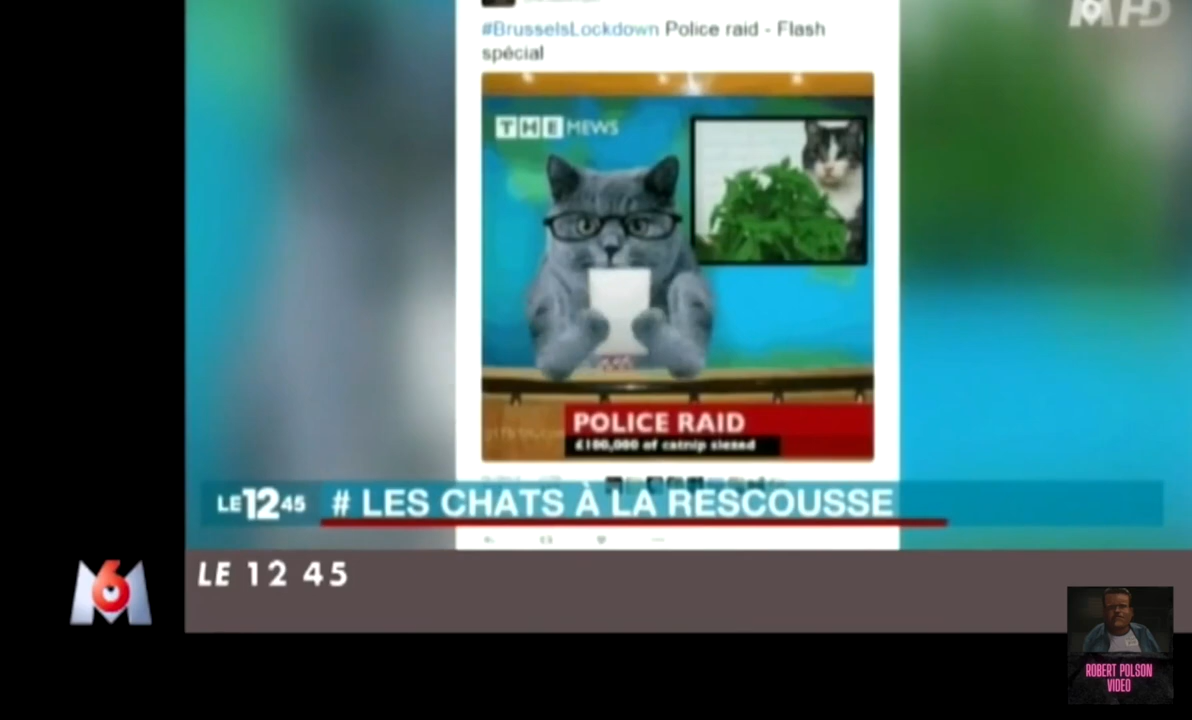 M HD
#BrusselsLockdown Police raid - Flash
spécial
THE MEWS
POLICE RAID
£100,000 of catnip siezed
LE 12 45 # LES CHATS À LA RESCOUSSE
M6
LE 12 45
ROBERT POLSON
VIDEO